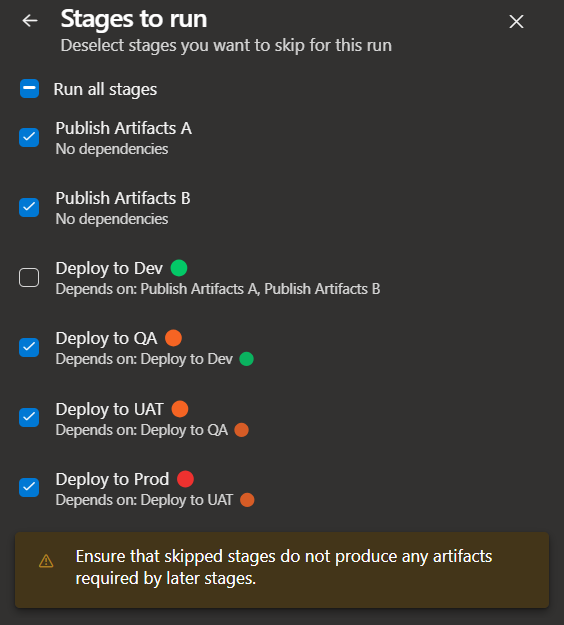 Stages to run
Deselect stages you want to skip for this run
Run all stages
Publish Artifacts A
No dependencies
Publish Artifacts B
No dependencies
Deploy to Dev
Depends on: Publish Artifacts A, Publish Artifacts B
Deploy to QA
Depends on: Deploy to Dev
Deploy to UAT
Depends on: Deploy to QA
Deploy to Prod
Depends on: Deploy to UAT
Ensure that skipped stages do not produce any artifacts
required by later stages.